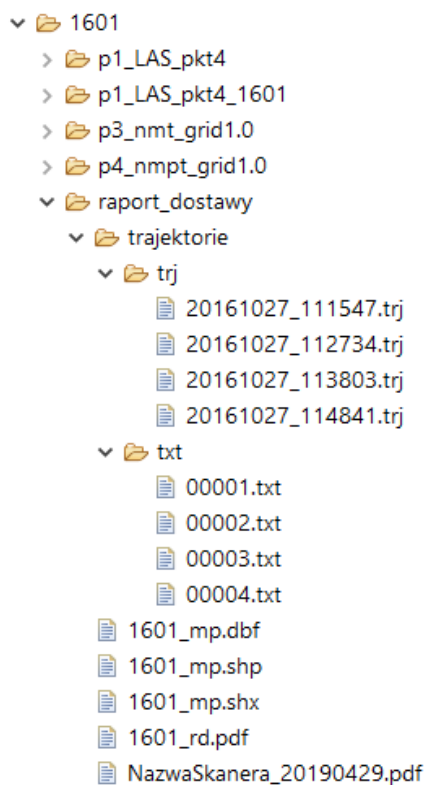 1601
p1_LAS_pkt4
p1_LAS_pkt4_1601
p3_nmt_grid1.0
p4_nmpt_grid1.0
raport_dostawy
trajektorie
trj
20161027_111547.trj
20161027_112734.trj
20161027_113803.trj
20161027_114841.trj
txt
00001.txt
00002.txt
00003.txt
00004.txt
1601_mp.dbf
1601_mp.shp
1601_mp.shx
1601_rd.pdf
NazwaSkanera_20190429.pdf